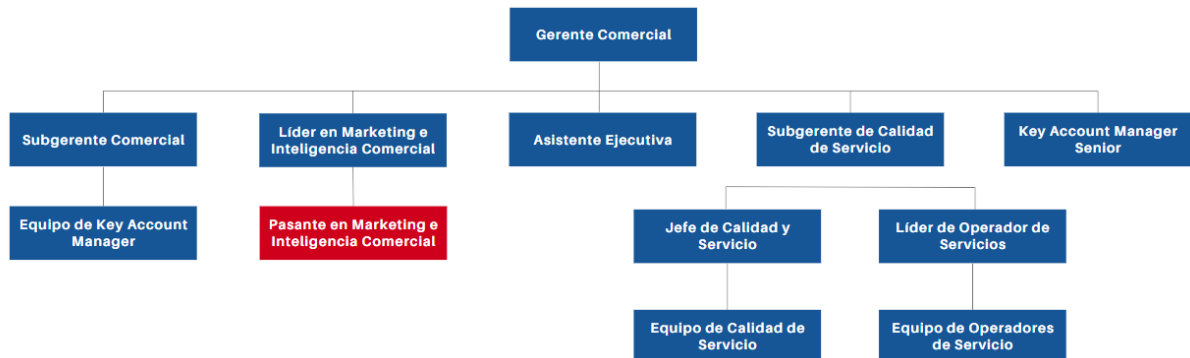 Gerente Comercial
Subgerente Comercial
Líder en Marketing e
Inteligencia Comercial
Asistente Ejecutiva
Subgerente de Calidad
de Servicio
Key Account Manager
Senior
Equipo de Key Account
Manager
Pasante en Marketing e
Inteligencia Comercial
Jefe de Calidad y
Servicio
Líder de Operador de
Servicios
Equipo de Calidad de
Servicio
Equipo de Operadores
de Servicio